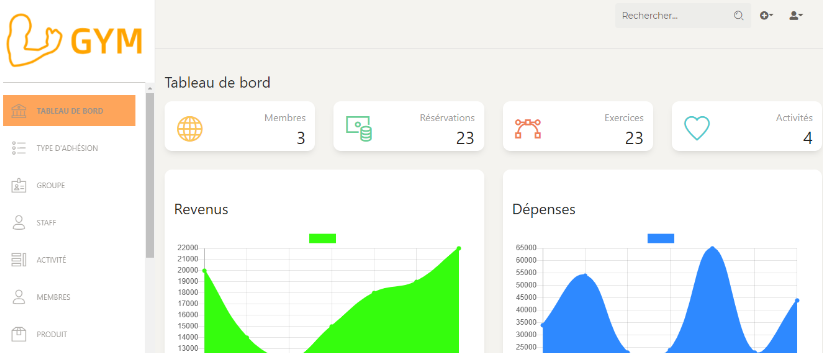 GYM
Rechercher...
TABLEAU DE BORD
TYPE D'ADHÉSION
GROUPE
STAFF
ACTIVITÉ
MEMBRES
PRODUIT
Tableau de bord
Membres
3
Résérvations
23
Exercices
23
Activités
4
Revenus
22000
21000
20000
19000
18000
17000
16000
15000
14000
13000
Dépenses
65000
60000
55000
50000
45000
40000
35000
30000
25000